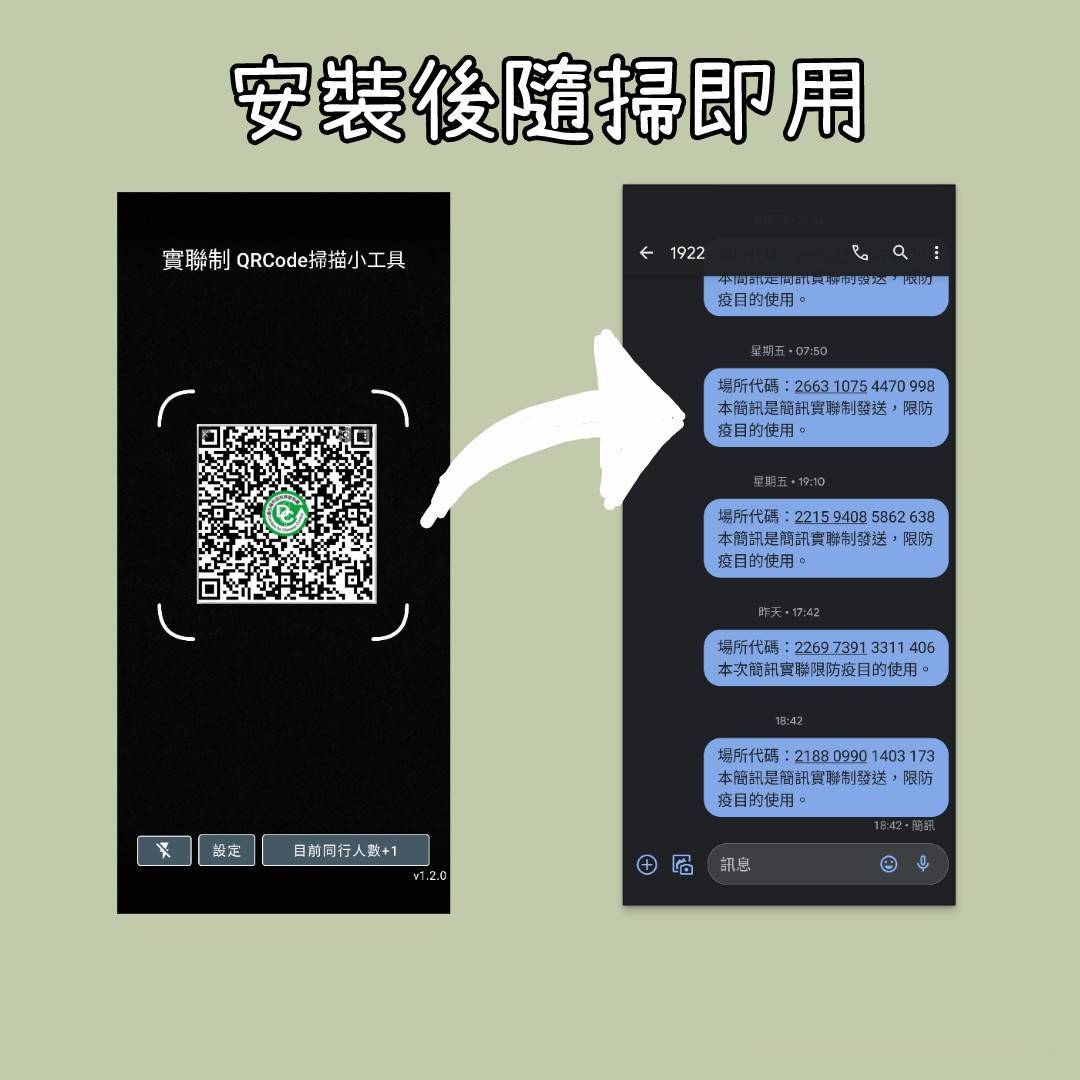 安裝後隨掃即用
實聯制 QRCode掃描小工具
設定
目前同行人數+1
v1.2.0
1922
本簡訊是簡訊實聯制發送，限防
疫目的使用。
星期五 • 07:50
場所代碼：2663 1075 4470 998
本簡訊是簡訊實聯制發送，限防
疫目的使用。
星期五 • 19:10
場所代碼：2215 9408 5862 638
本簡訊是簡訊實聯制發送，限防
疫目的使用。
昨天 • 17:42
場所代碼：2269 7391 3311 406
本次簡訊實聯限防疫目的使用。
18:42
場所代碼：2188 0990 1403 173
本簡訊是簡訊實聯制發送，限防
疫目的使用。
18:42 • 簡訊
訊息